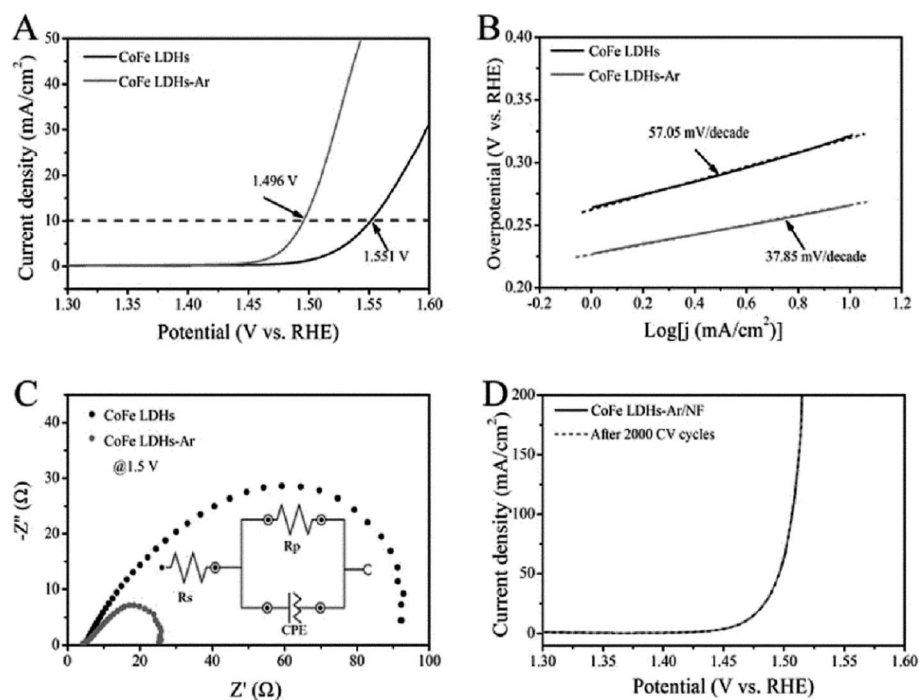 A
50
40
30
20
10
0
CoFe LDHs
CoFe LDHs-Ar
1.496 V
1.551 V
Current density (mA/cm²)
1.30 1.35 1.40 1.45 1.50 1.55 1.60
Potential (V vs. RHE)
B
0.40
0.35
0.30
0.25
0.20
CoFe LDHs
CoFe LDHs-Ar
57.05 mV/decade
37.85 mV/decade
Overpotential (V vs. RHE)
-0.2 0.0 0.2 0.4 0.6 0.8 1.0 1.2
Log[j (mA/cm²)]
C
45
30
15
0
CoFe LDHs
CoFe LDHs-Ar
@1.5 V
Rs
Rp
CPE
-Z'' (Ω)
0 20 40 60 80 100
Z' (Ω)
D
200
150
100
50
0
CoFe LDHs-Ar/NF
After 2000 CV cycles
Current density (mA/cm²)
1.30 1.35 1.40 1.45 1.50 1.55 1.60
Potential (V vs. RHE)